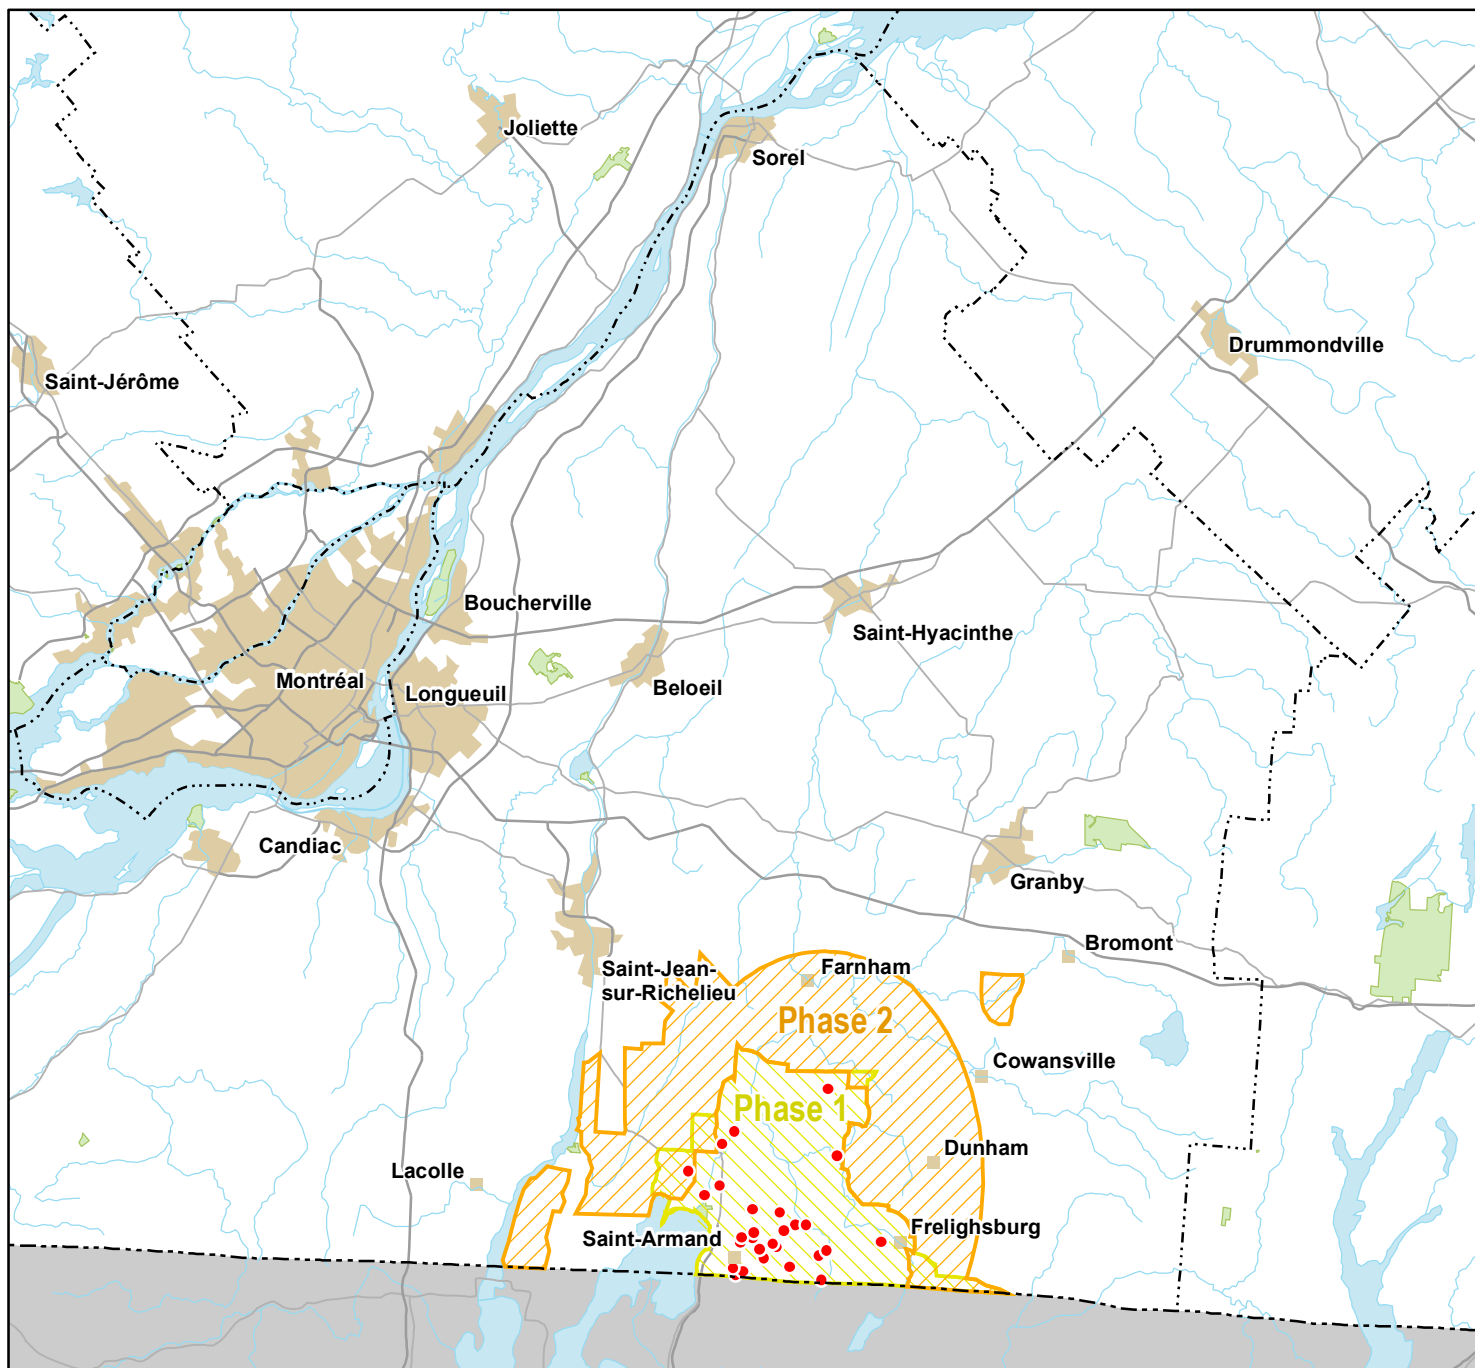 Joliette
Sorel
Drummondville
Saint-Jérôme
Boucherville
Saint-Hyacinthe
Montréal
Longueuil
Beloeil
Candiac
Granby
Bromont
Saint-Jean-
sur-Richelieu
Farnham
Phase 2
Cowansville
Phase 1
Dunham
Lacolle
Frelighsburg
Saint-Armand